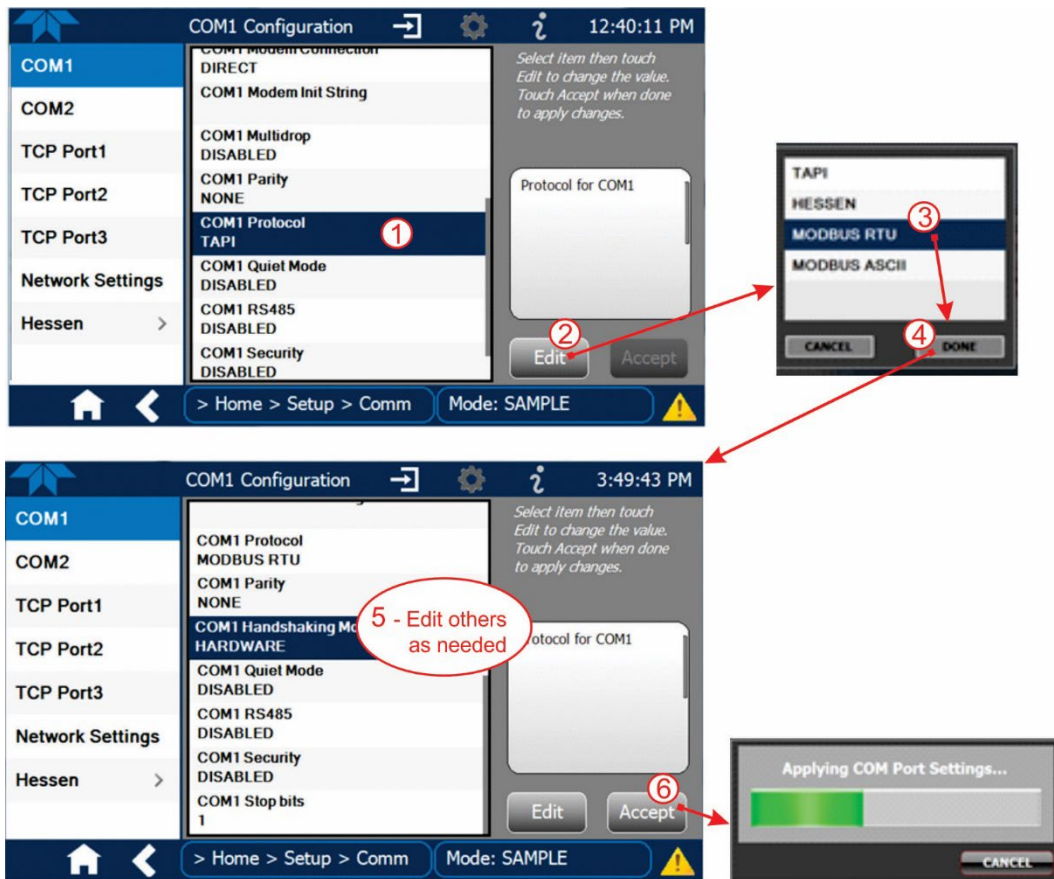 COM1 Configuration
12:40:11 PM
COM1
COM2
TCP Port1
TCP Port2
TCP Port3
Network Settings
Hessen >
COM1 Modem Connection
DIRECT
COM1 Modem Init String
COM1 Multidrop
DISABLED
COM1 Parity
NONE
COM1 Protocol
TAPI
1
COM1 Quiet Mode
DISABLED
COM1 RS485
DISABLED
COM1 Security
DISABLED
Select item then touch
Edit to change the value.
Touch Accept when done
to apply changes.
Protocol for COM1
2
Edit
Accept
> Home > Setup > Comm
Mode: SAMPLE
TAPI
HESSEN
3
MODBUS RTU
MODBUS ASCII
4
CANCEL
DONE
COM1 Configuration
3:49:43 PM
COM1
COM2
TCP Port1
TCP Port2
TCP Port3
Network Settings
Hessen >
COM1 Protocol
MODBUS RTU
COM1 Parity
NONE
COM1 Handshaking Mo
HARDWARE
5 - Edit others
as needed
COM1 Quiet Mode
DISABLED
COM1 RS485
DISABLED
COM1 Security
DISABLED
COM1 Stop bits
1
Select item then touch
Edit to change the value.
Touch Accept when done
to apply changes.
rotocol for COM1
6
Edit
Accept
> Home > Setup > Comm
Mode: SAMPLE
Applying COM Port Settings...
CANCEL